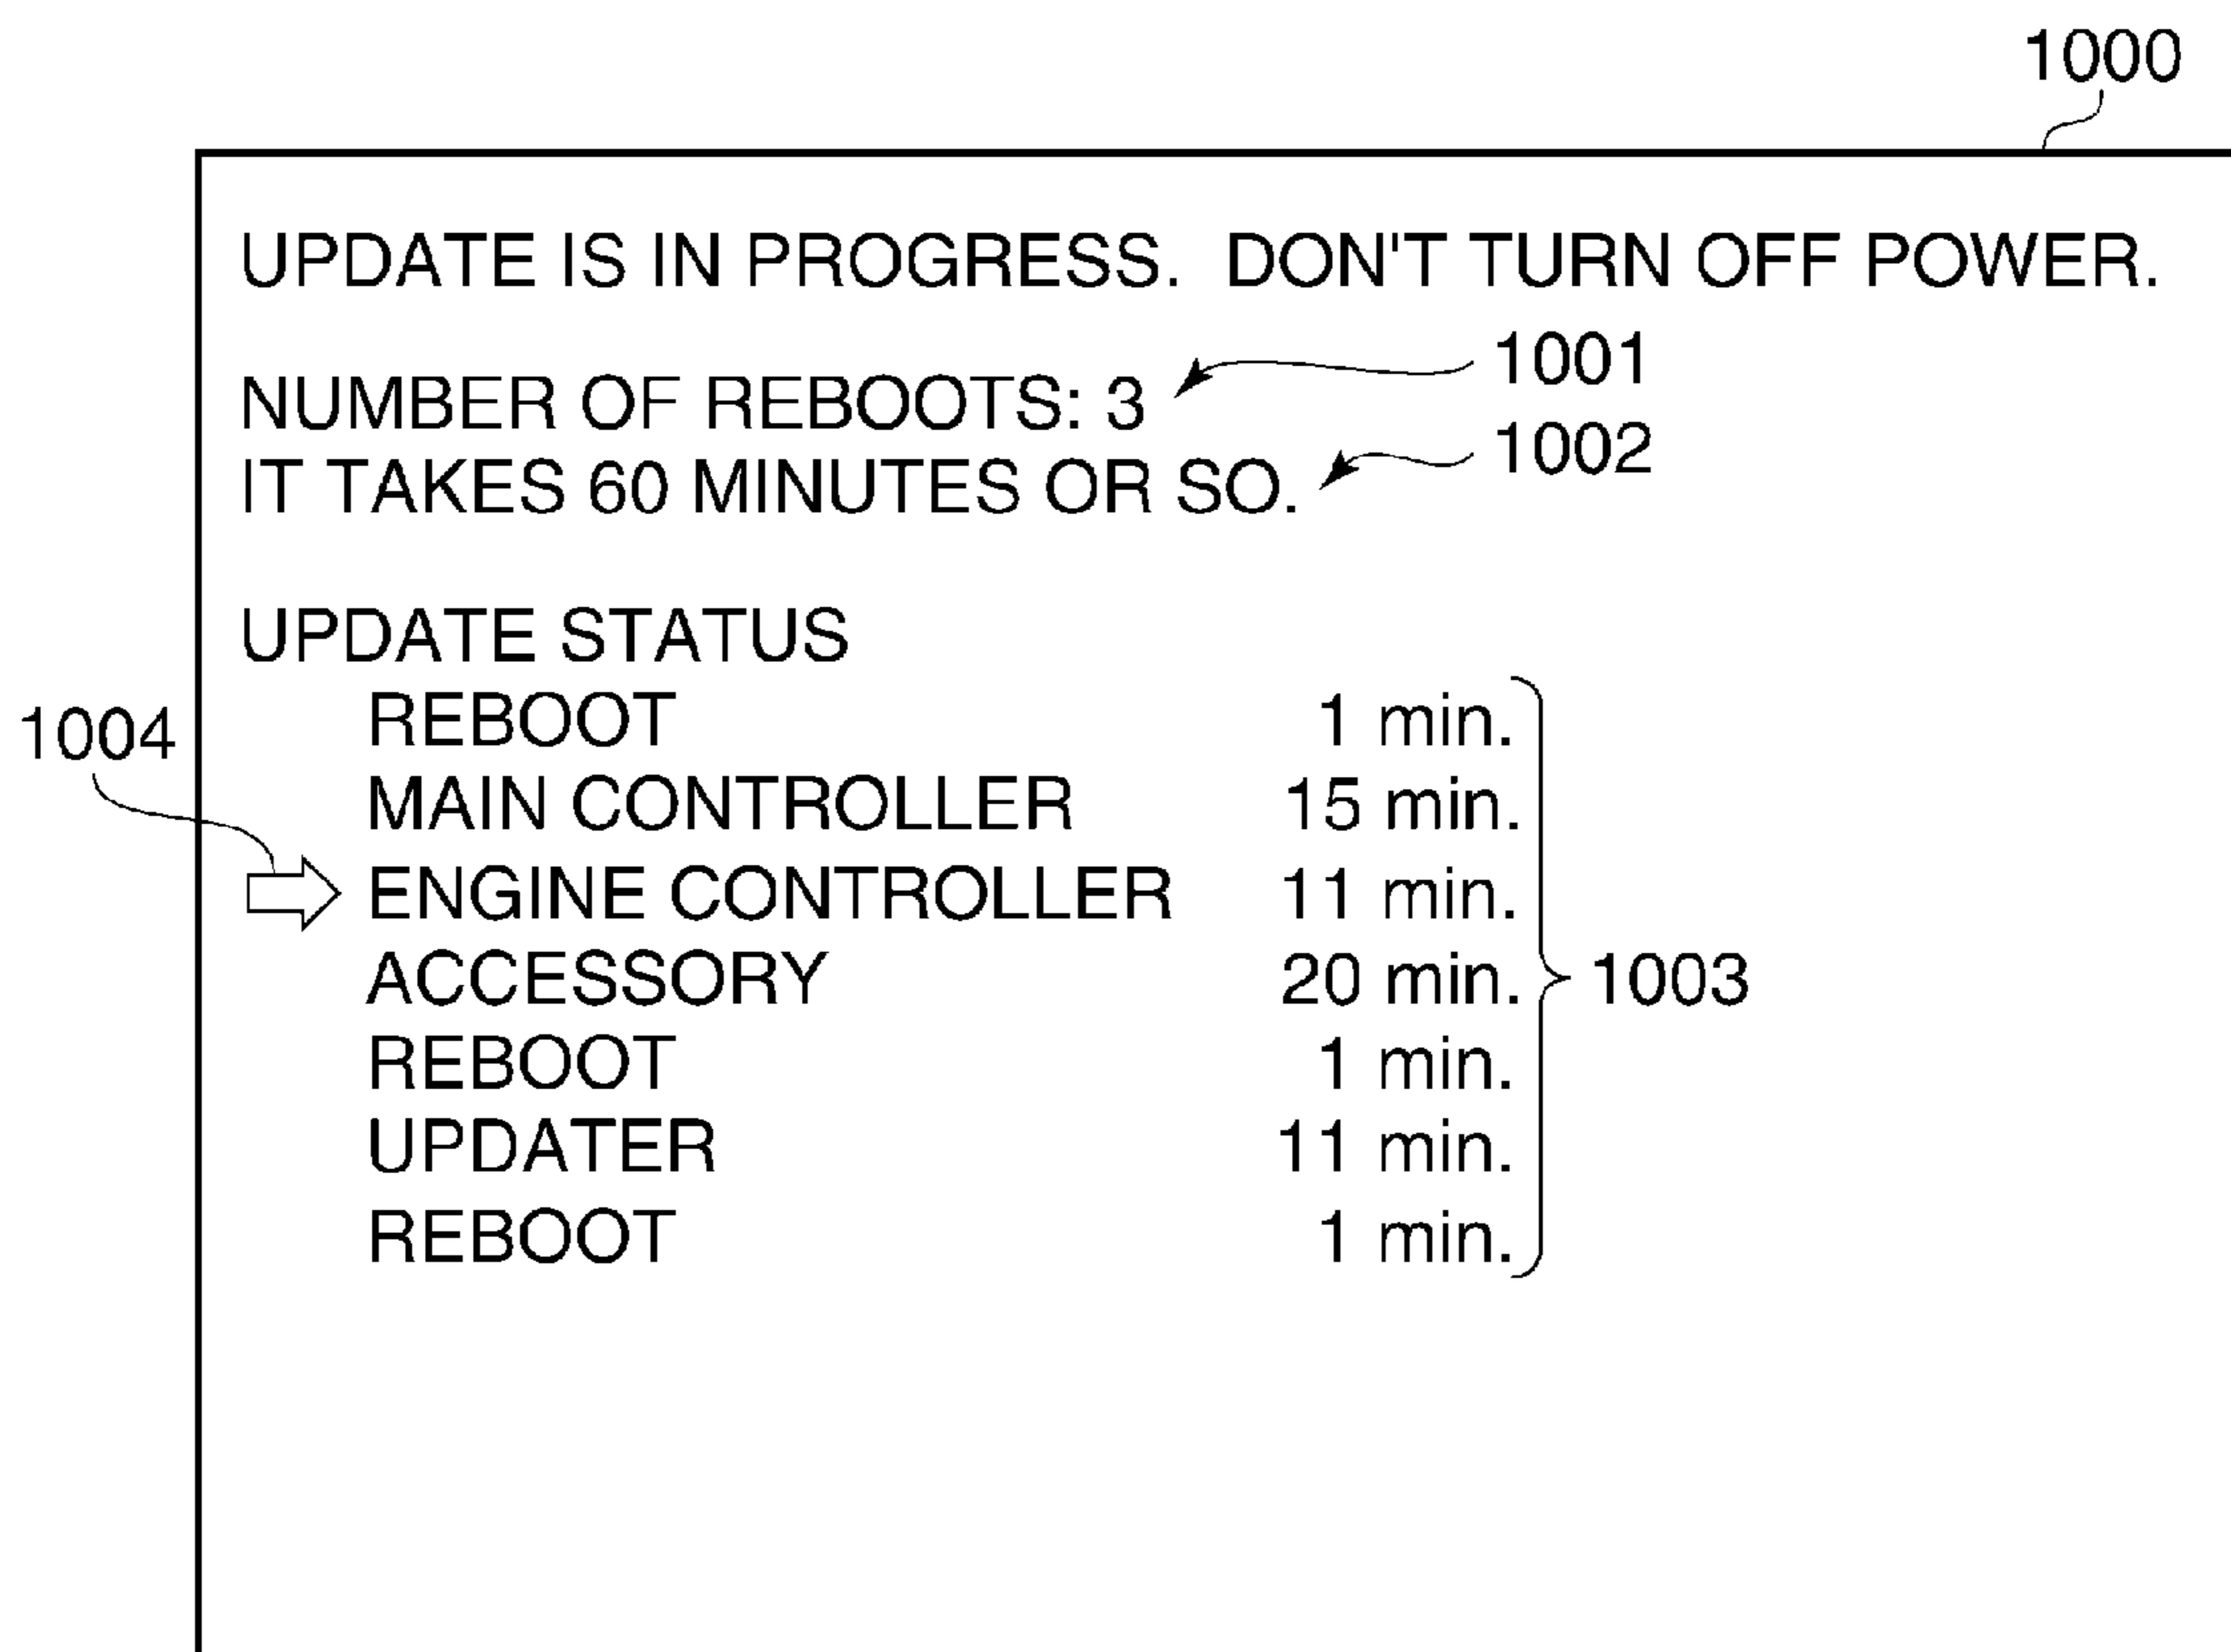 1000
UPDATE IS IN PROGRESS. DON'T TURN OFF POWER.
NUMBER OF REBOOTS: 3
1001
IT TAKES 60 MINUTES OR SO.
1002
UPDATE STATUS
REBOOT 1 min.
1004
MAIN CONTROLLER 15 min.
ENGINE CONTROLLER 11 min.
ACCESSORY 20 min.
1003
REBOOT 1 min.
UPDATER 11 min.
REBOOT 1 min.